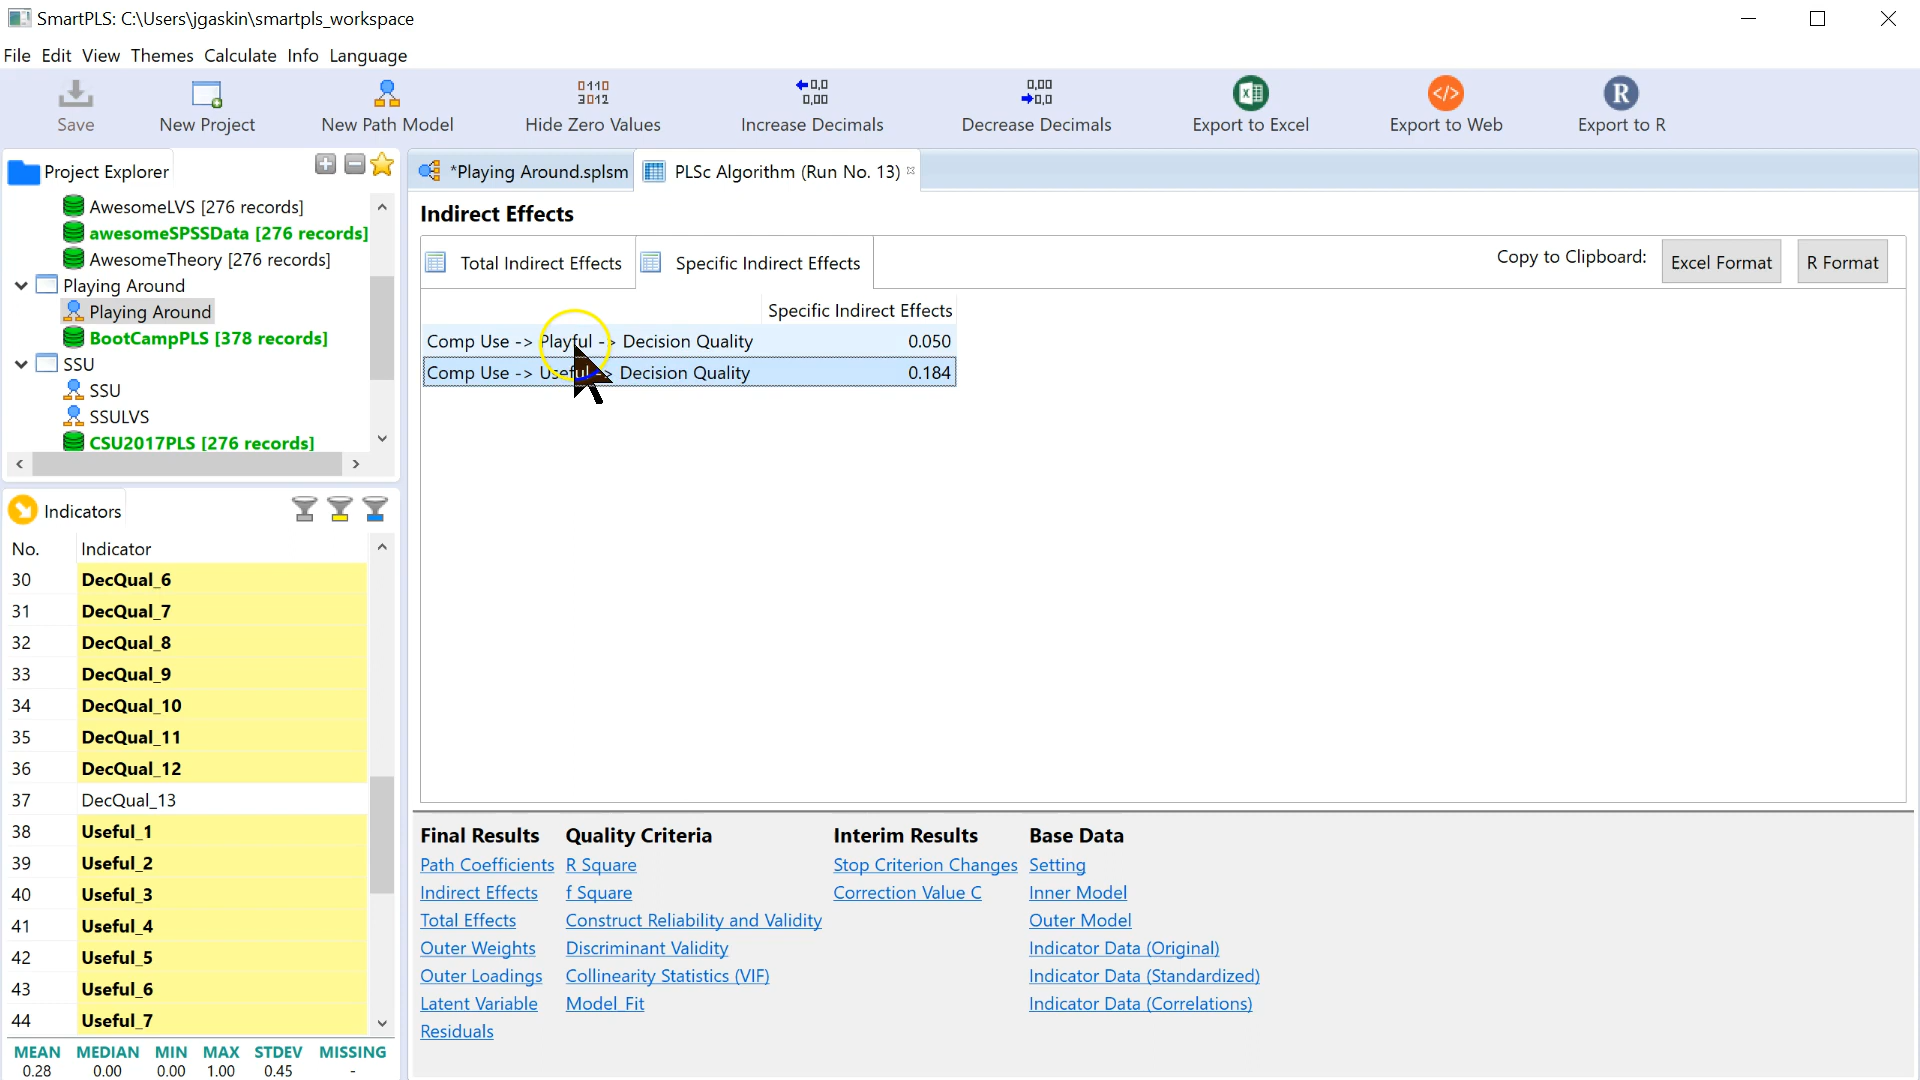 SmartPLS: C:\Users\jgaskin\smartpls_workspace
File Edit View Themes Calculate Info Language
Save New Project New Path Model Hide Zero Values Increase Decimals Decrease Decimals Export to Excel Export to Web Export to R
Project Explorer
AwesomeLVS [276 records]
awesomeSPSSData [276 records]
AwesomeTheory [276 records]
Playing Around
Playing Around
BootCampPLS [378 records]
SSU
SSU
SSULVS
CSU2017PLS [276 records]
Indicators
No. Indicator
30 DecQual_6
31 DecQual_7
32 DecQual_8
33 DecQual_9
34 DecQual_10
35 DecQual_11
36 DecQual_12
37 DecQual_13
38 Useful_1
39 Useful_2
40 Useful_3
41 Useful_4
42 Useful_5
43 Useful_6
44 Useful_7
MEAN MEDIAN MIN MAX STDEV MISSING
0.28 0.00 0.00 1.00 0.45 -
*Playing Around.splsm PLSc Algorithm (Run No. 13)
Indirect Effects
Total Indirect Effects Specific Indirect Effects Copy to Clipboard: Excel Format R Format
Specific Indirect Effects
Comp Use -> Playful -> Decision Quality 0.050
Comp Use -> Useful -> Decision Quality 0.184
Final Results Quality Criteria Interim Results Base Data
Path Coefficients R Square Stop Criterion Changes Setting
Indirect Effects f Square Correction Value C Inner Model
Total Effects Construct Reliability and Validity Outer Model
Outer Weights Discriminant Validity Indicator Data (Original)
Outer Loadings Collinearity Statistics (VIF) Indicator Data (Standardized)
Latent Variable Model_Fit Indicator Data (Correlations)
Residuals